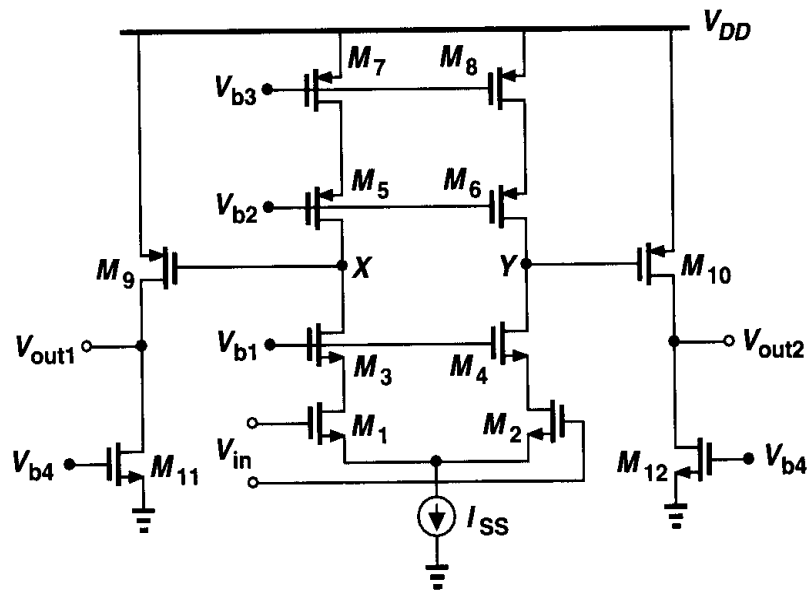 V_DD
M_7 M_8
V_b3
M_5 M_6
V_b2
M_9 X Y M_10
V_out1 V_b1 V_out2
M_3 M_4
V_in M_1 M_2
V_b4 M_11 M_12 V_b4
I_SS